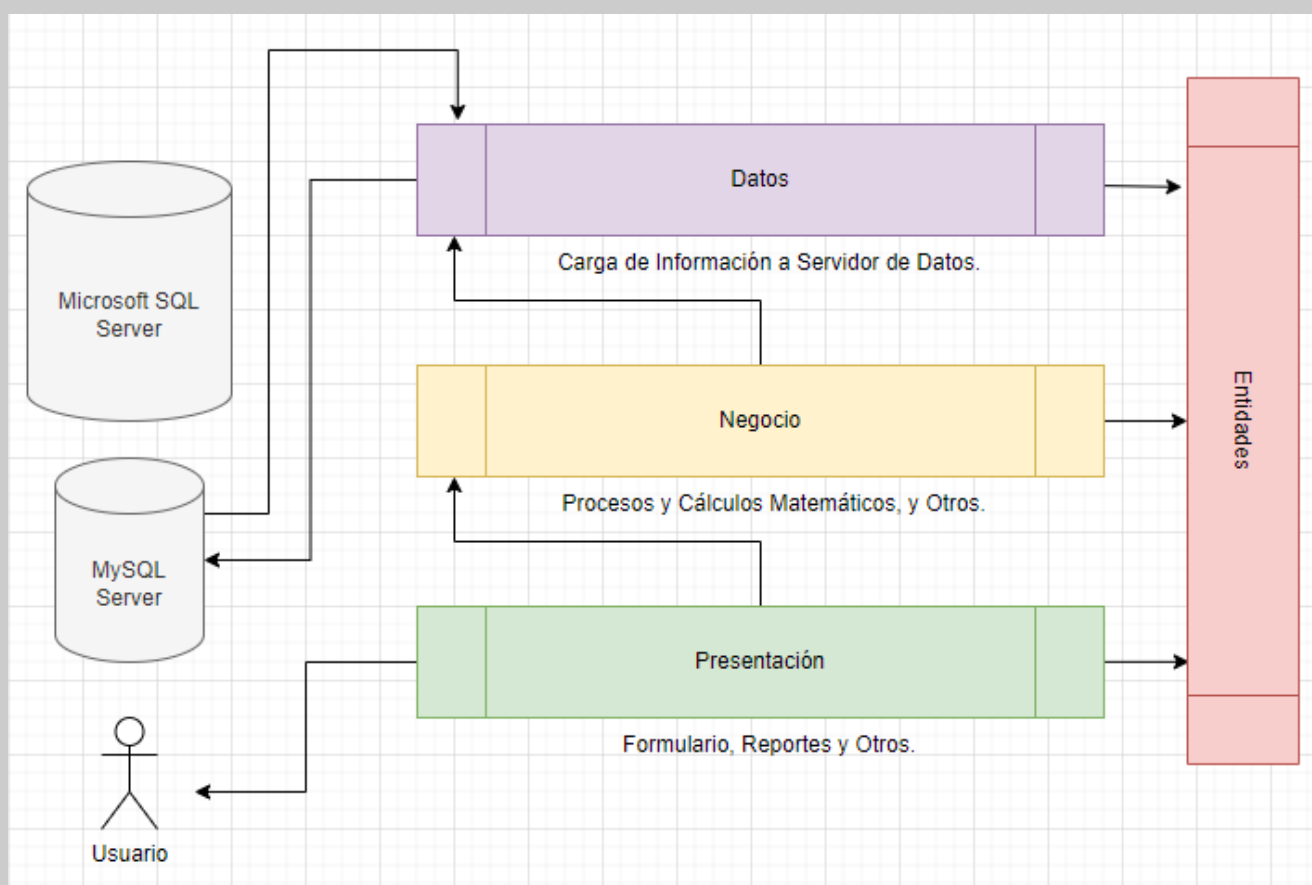 Datos
Carga de Información a Servidor de Datos.
Microsoft SQL
Server
Negocio
Entidades
Procesos y Cálculos Matemáticos, y Otros.
MySQL
Server
Presentación
Formulario, Reportes y Otros.
Usuario